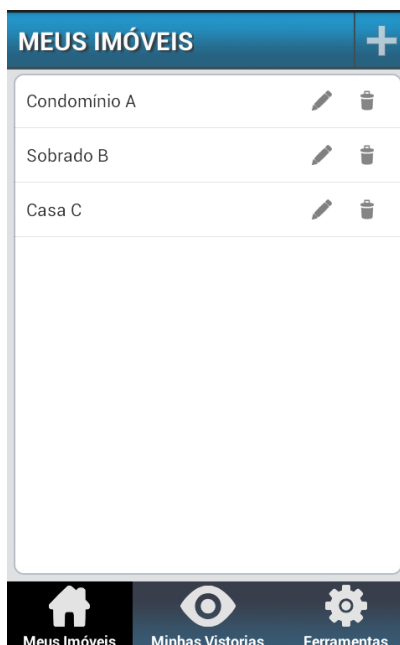 MEUS IMÓVEIS
Condomínio A
Sobrado B
Casa C
Meus Imóveis Minhas Vistorias Ferramentas